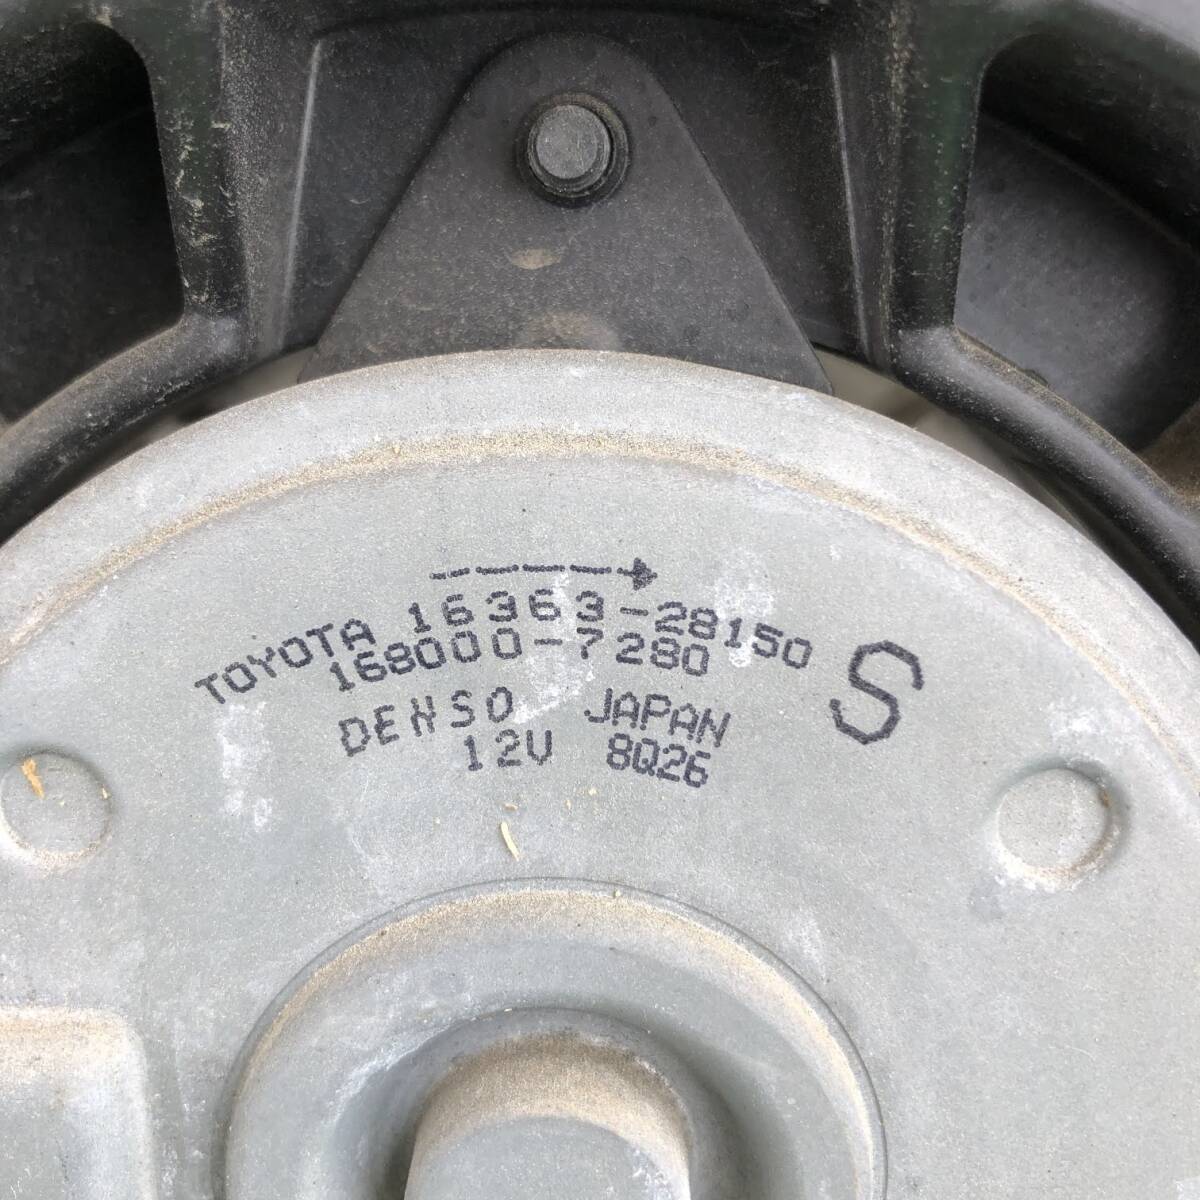 TOYOTA 16363-28150
168000-7280
S
DENSO JAPAN
12V 8Q26